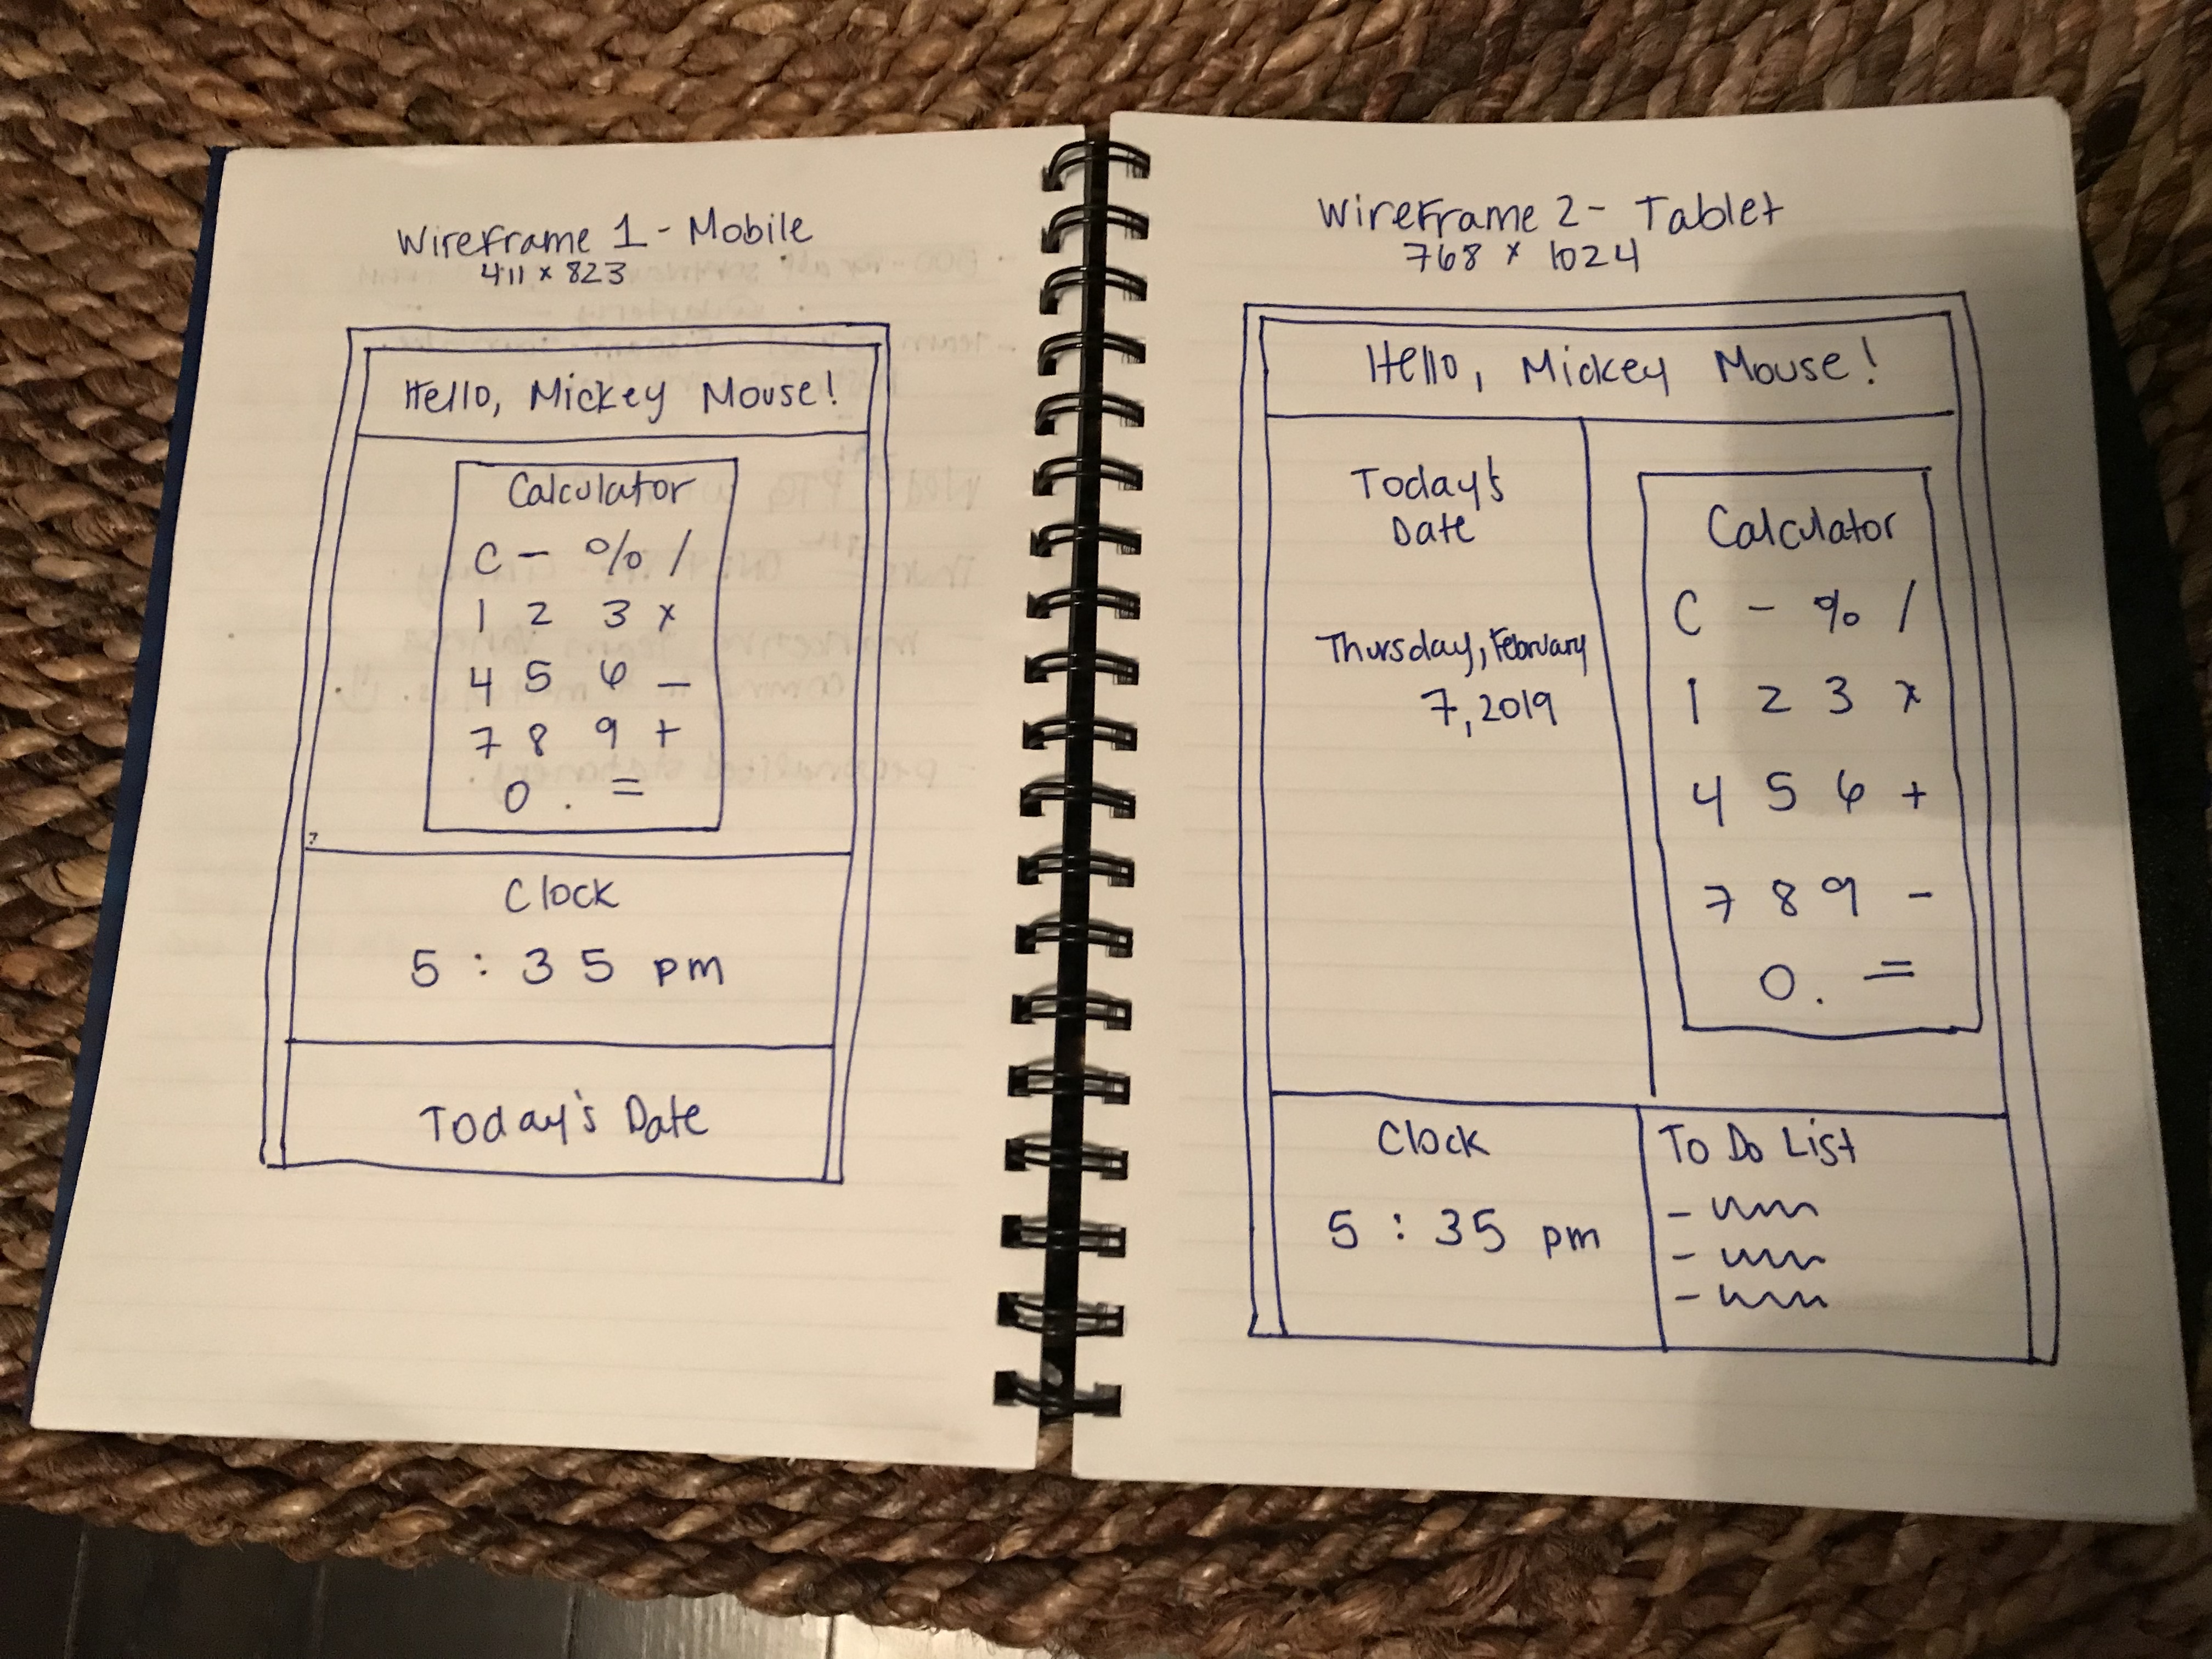 Wireframe 1 - Mobile
411 x 823
Hello, Mickey Mouse!
Calculator
C - % /
1 2 3 x
4 5 6 -
7 8 9 +
0 . =
Clock
5 : 35 pm
Today's Date
Wireframe 2 - Tablet
768 x 1024
Hello, Mickey Mouse!
Today's
Date
Thursday, February
7, 2019
Calculator
C - % /
1 2 3 x
4 5 6 +
7 8 9 -
0 . =
Clock
5 : 35 pm
To Do List